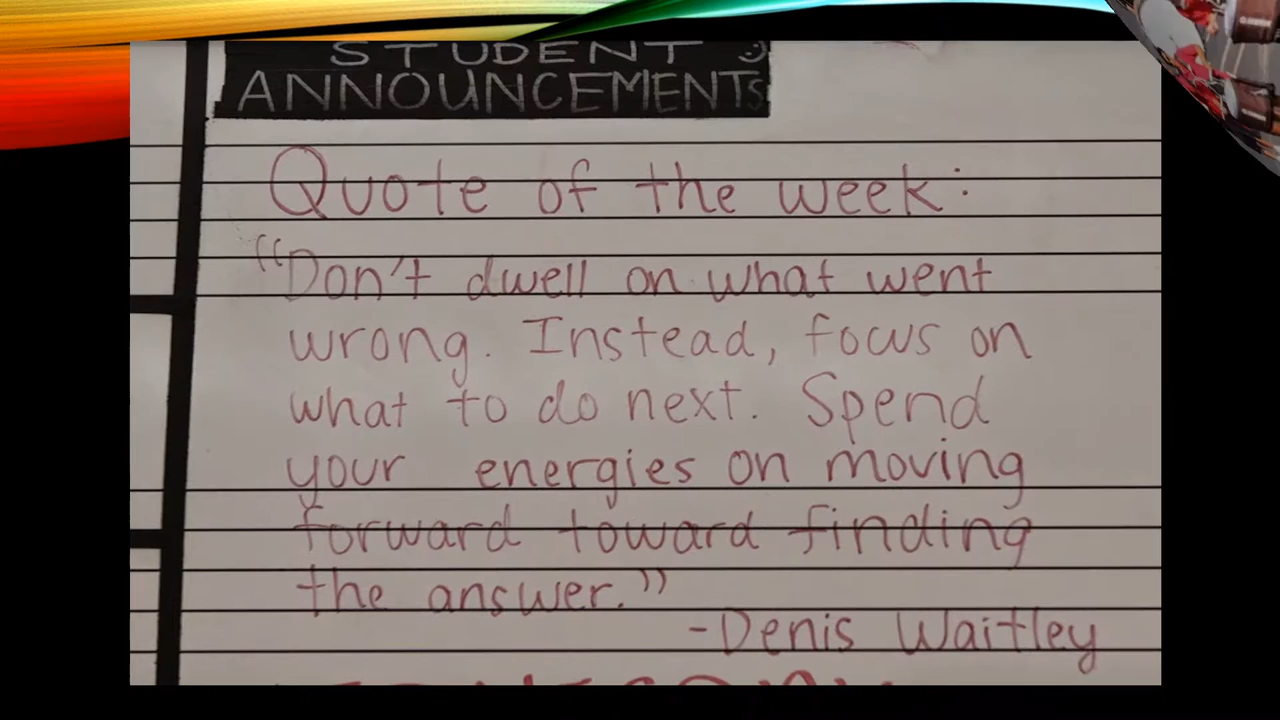 STUDENT
ANNOUNCEMENTS
Quote of the week:
"Don't dwell on what went
wrong. Instead, focus on
what to do next. Spend
your energies on moving
forward toward finding
the answer."
-Denis Waitley